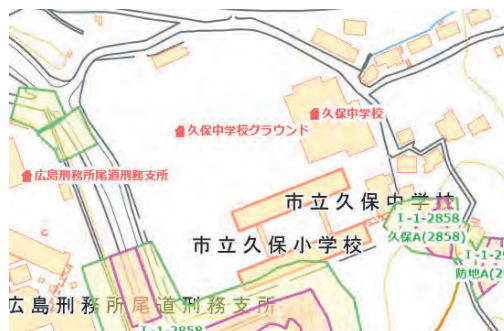 久保中学校
久保中学校グラウンド
広島刑務所尾道刑務支所
市立久保中学校
I-1-2858
久保A(2858)
市立久保小学校
防地A(2
広島刑務所尾道刑務支所
I-1-2858